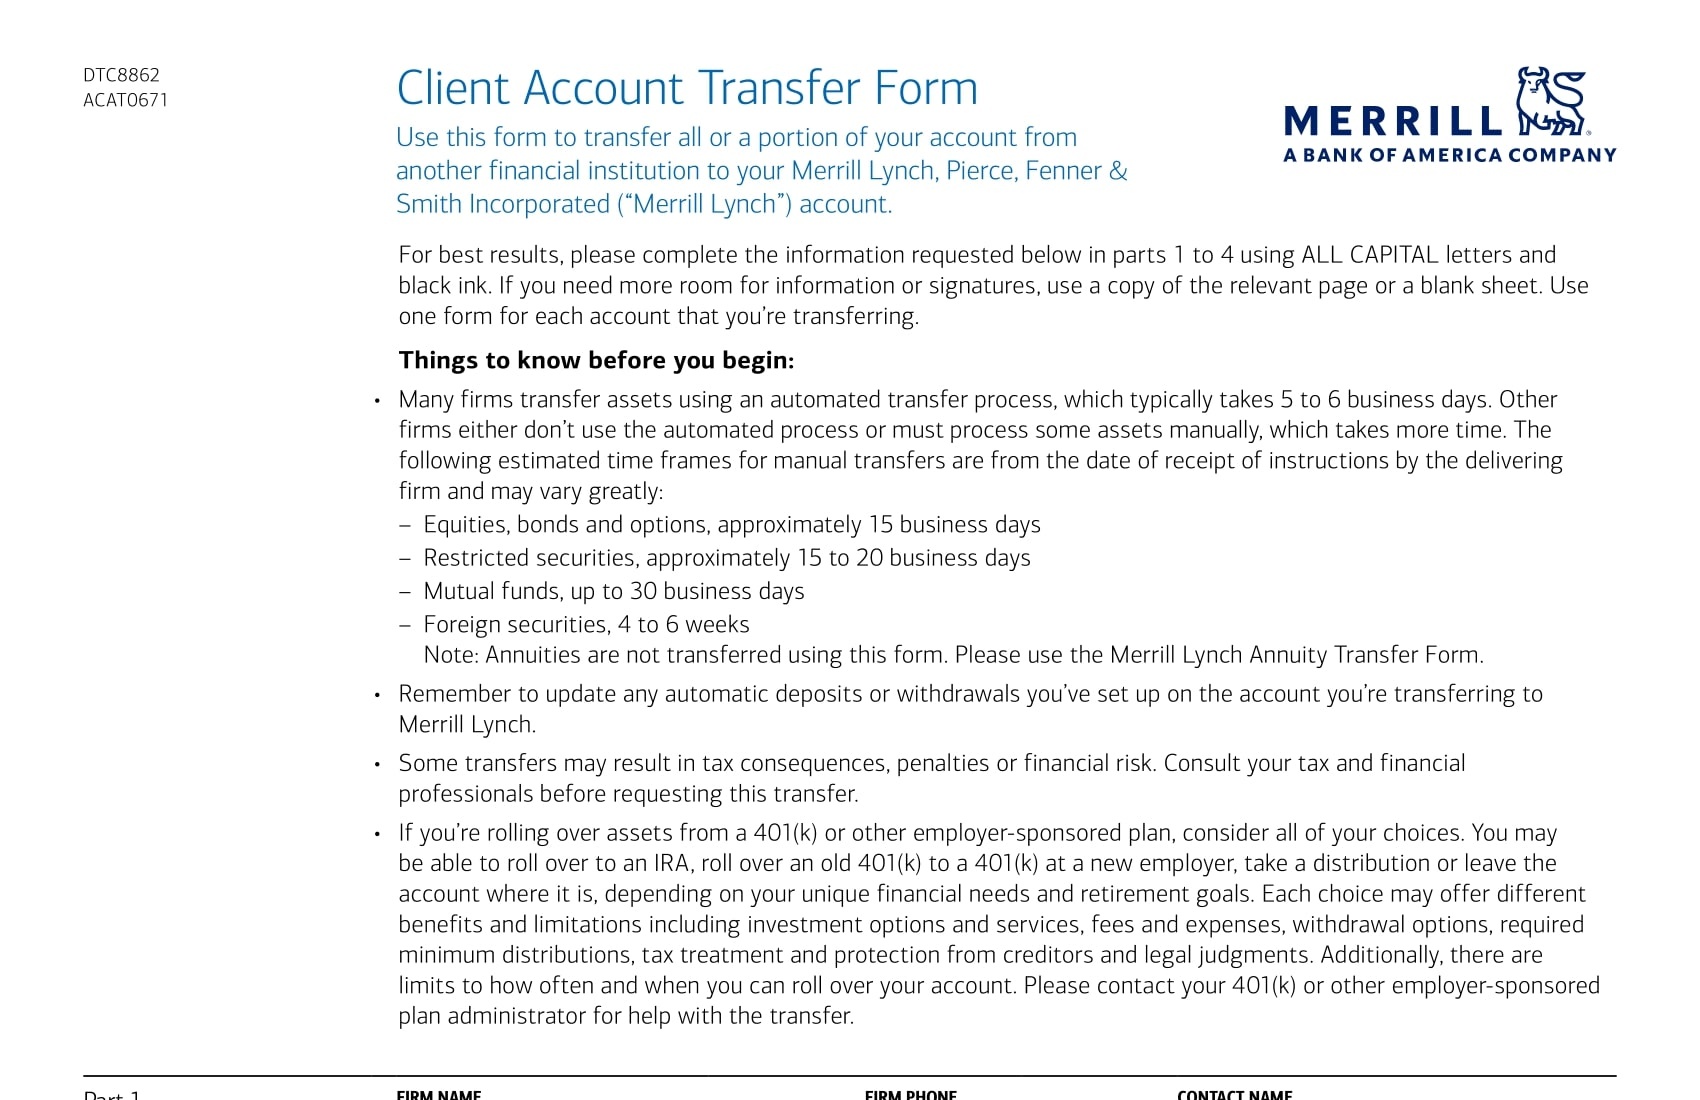 DTC8862
ACAT0671
Client Account Transfer Form
Use this form to transfer all or a portion of your account from
another financial institution to your Merrill Lynch, Pierce, Fenner &
Smith Incorporated (“Merrill Lynch”) account.
MERRILL
A BANK OF AMERICA COMPANY
For best results, please complete the information requested below in parts 1 to 4 using ALL CAPITAL letters and
black ink. If you need more room for information or signatures, use a copy of the relevant page or a blank sheet. Use
one form for each account that you’re transferring.
Things to know before you begin:
• Many firms transfer assets using an automated transfer process, which typically takes 5 to 6 business days. Other
firms either don’t use the automated process or must process some assets manually, which takes more time. The
following estimated time frames for manual transfers are from the date of receipt of instructions by the delivering
firm and may vary greatly:
– Equities, bonds and options, approximately 15 business days
– Restricted securities, approximately 15 to 20 business days
– Mutual funds, up to 30 business days
– Foreign securities, 4 to 6 weeks
Note: Annuities are not transferred using this form. Please use the Merrill Lynch Annuity Transfer Form.
• Remember to update any automatic deposits or withdrawals you’ve set up on the account you’re transferring to
Merrill Lynch.
• Some transfers may result in tax consequences, penalties or financial risk. Consult your tax and financial
professionals before requesting this transfer.
• If you’re rolling over assets from a 401(k) or other employer-sponsored plan, consider all of your choices. You may
be able to roll over to an IRA, roll over an old 401(k) to a 401(k) at a new employer, take a distribution or leave the
account where it is, depending on your unique financial needs and retirement goals. Each choice may offer different
benefits and limitations including investment options and services, fees and expenses, withdrawal options, required
minimum distributions, tax treatment and protection from creditors and legal judgments. Additionally, there are
limits to how often and when you can roll over your account. Please contact your 401(k) or other employer-sponsored
plan administrator for help with the transfer.
Part 1
FIRM NAME
FIRM PHONE
CONTACT NAME